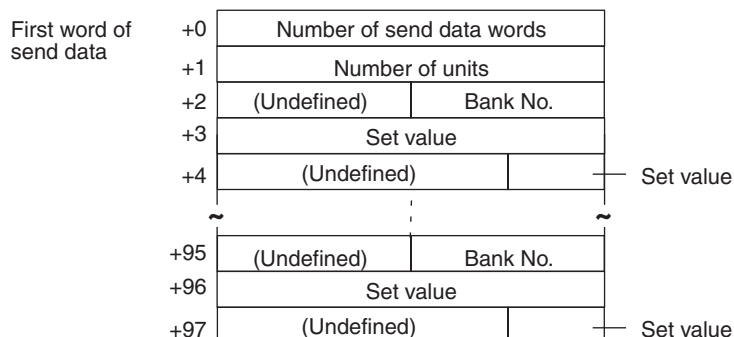 First word of
send data
+0 Number of send data words
+1 Number of units
+2 (Undefined) Bank No.
+3 Set value
+4 (Undefined) Set value
~ ~
+95 (Undefined) Bank No.
+96 Set value
+97 (Undefined) Set value